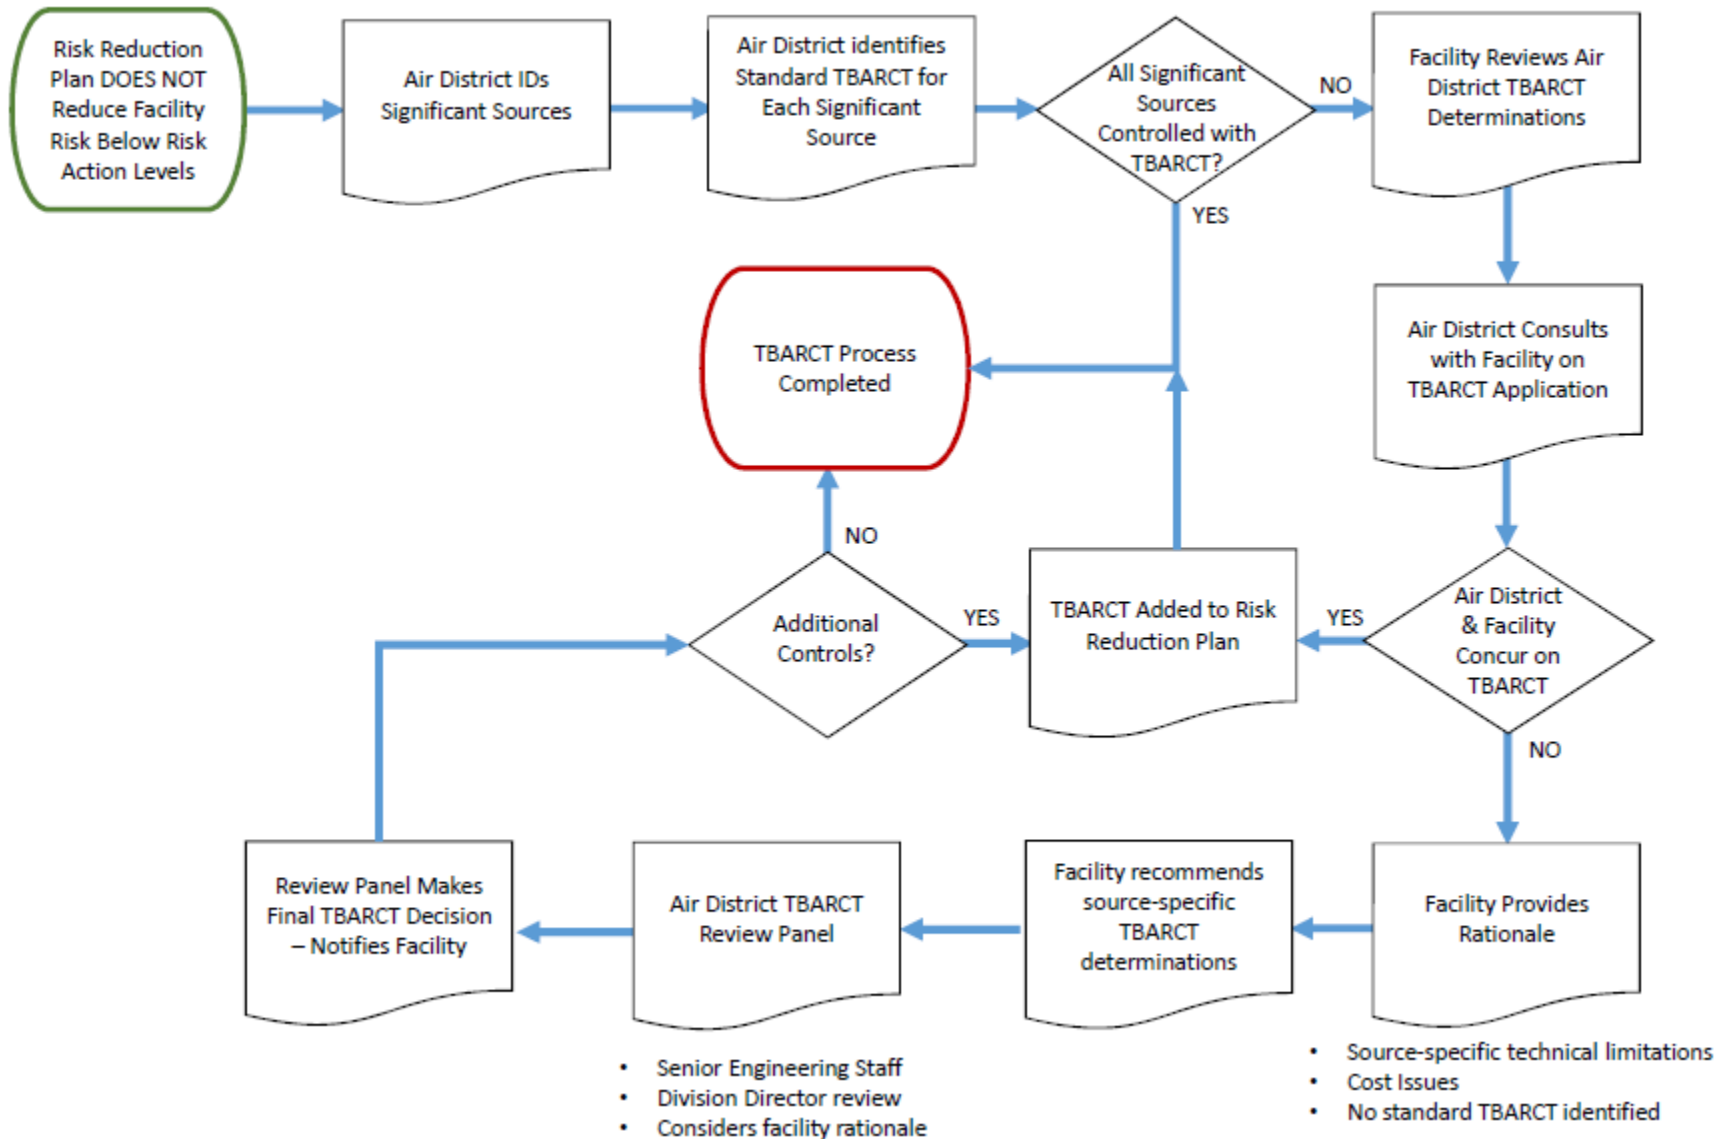 Risk Reduction
Plan DOES NOT
Reduce Facility
Risk Below Risk
Action Levels
Air District IDs
Significant Sources
Air District identifies
Standard TBARCT for
Each Significant
Source
All Significant
Sources
Controlled with
TBARCT?
NO
Facility Reviews Air
District TBARCT
Determinations
YES
TBARCT Process
Completed
Air District Consults
with Facility on
TBARCT Application
NO
Additional
Controls?
YES
TBARCT Added to Risk
Reduction Plan
YES
Air District
& Facility
Concur on
TBARCT
NO
Review Panel Makes
Final TBARCT Decision
– Notifies Facility
Air District TBARCT
Review Panel
Facility recommends
source-specific
TBARCT
determinations
Facility Provides
Rationale
• Senior Engineering Staff
• Division Director review
• Considers facility rationale
• Source-specific technical limitations
• Cost Issues
• No standard TBARCT identified